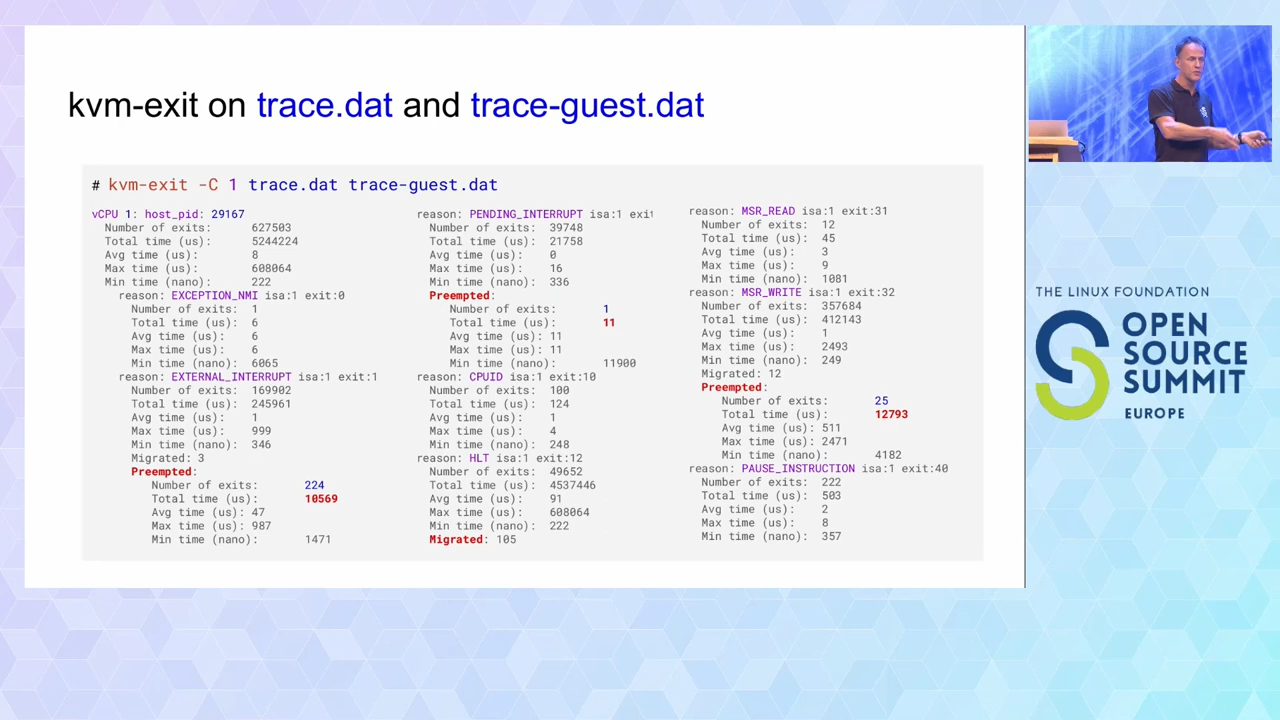 kvm-exit on trace.dat and trace-guest.dat
# kvm-exit -C 1 trace.dat trace-guest.dat
vCPU 1: host_pid: 29167
Number of exits: 627503
Total time (us): 5244224
Avg time (us): 8
Max time (us): 608064
Min time (nano): 222
reason: EXCEPTION_NMI isa:1 exit:0
Number of exits: 1
Total time (us): 6
Avg time (us): 6
Max time (us): 6
Min time (nano): 6065
reason: EXTERNAL_INTERRUPT isa:1 exit:1
Number of exits: 169902
Total time (us): 245961
Avg time (us): 1
Max time (us): 999
Min time (nano): 346
Migrated: 3
Preempted:
Number of exits: 224
Total time (us): 10569
Avg time (us): 47
Max time (us): 987
Min time (nano): 1471
reason: PENDING_INTERRUPT isa:1 exit
Number of exits: 39748
Total time (us): 21758
Avg time (us): 0
Max time (us): 16
Min time (nano): 336
Preempted:
Number of exits: 1
Total time (us): 11
Avg time (us): 11
Max time (us): 11
Min time (nano): 11900
reason: CPUID isa:1 exit:10
Number of exits: 100
Total time (us): 124
Avg time (us): 1
Max time (us): 4
Min time (nano): 248
reason: HLT isa:1 exit:12
Number of exits: 49652
Total time (us): 4537446
Avg time (us): 91
Max time (us): 608064
Min time (nano): 222
Migrated: 105
reason: MSR_READ isa:1 exit:31
Number of exits: 12
Total time (us): 45
Avg time (us): 3
Max time (us): 9
Min time (nano): 1081
reason: MSR_WRITE isa:1 exit:32
Number of exits: 357684
Total time (us): 412143
Avg time (us): 1
Max time (us): 2493
Min time (nano): 249
Migrated: 12
Preempted:
Number of exits: 25
Total time (us): 12793
Avg time (us): 511
Max time (us): 2471
Min time (nano): 4182
reason: PAUSE_INSTRUCTION isa:1 exit:40
Number of exits: 222
Total time (us): 503
Avg time (us): 2
Max time (us): 8
Min time (nano): 357
THE LINUX FOUNDATION
OPEN
SOURCE
SUMMIT
EUROPE